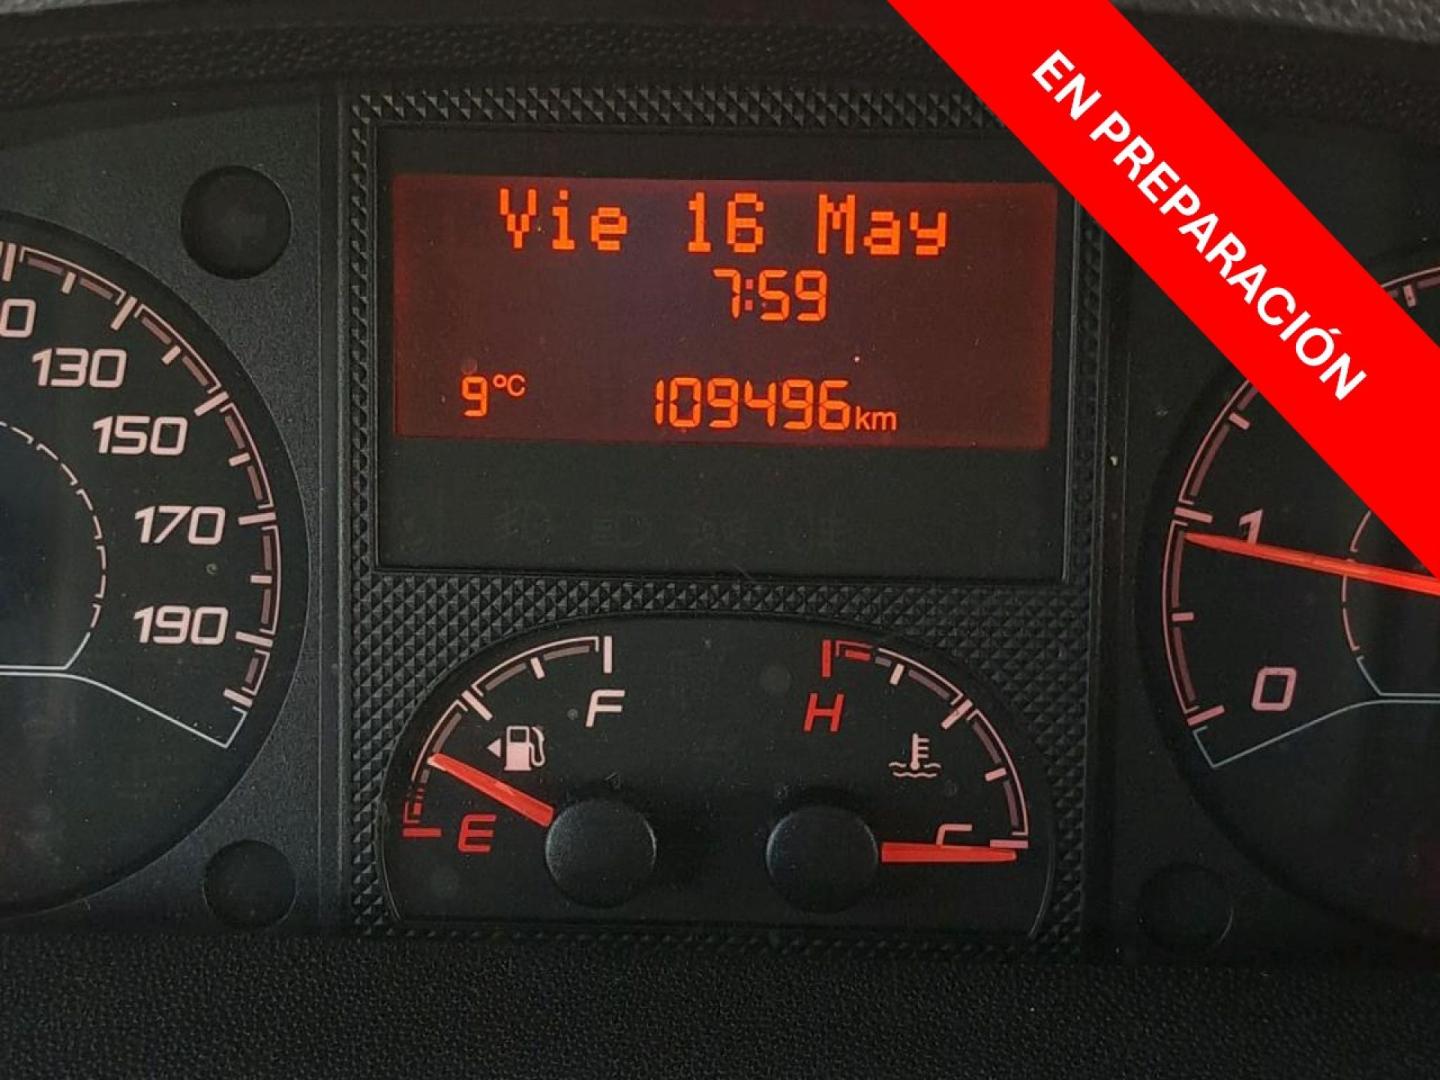 EN PREPARACIÓN
Vie 16 May
7:59
9°C 109496km
130
150
170
190
F
E
H
C
1
0